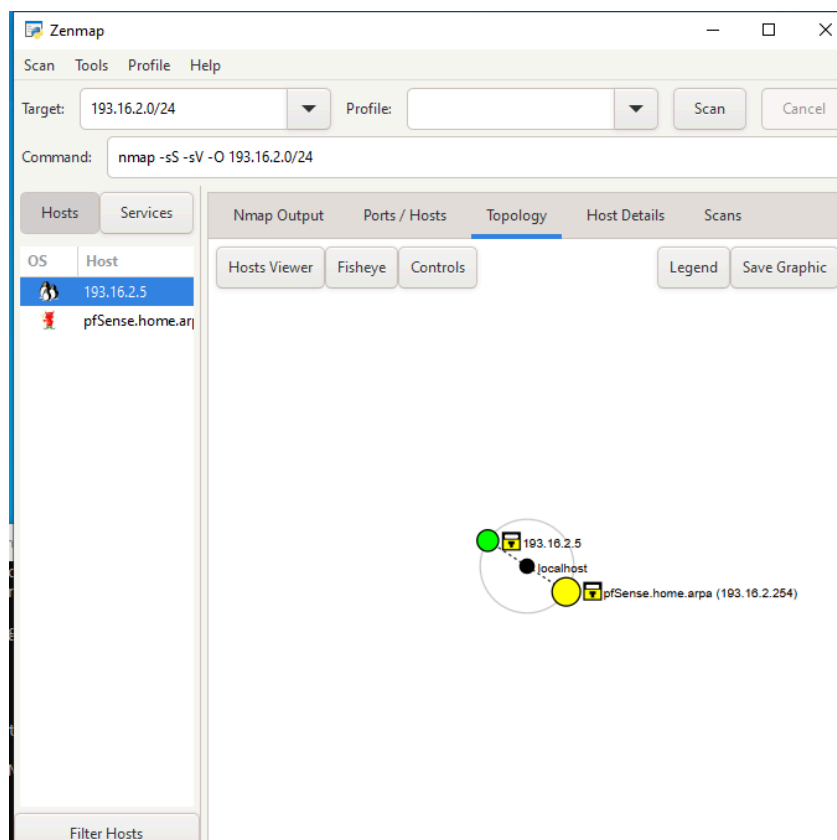 Zenmap
Scan Tools Profile Help
Target: 193.16.2.0/24 Profile: Scan Cancel
Command: nmap -sS -sV -O 193.16.2.0/24
Hosts Services
Nmap Output Ports / Hosts Topology Host Details Scans
OS Host
Hosts Viewer Fisheye Controls Legend Save Graphic
193.16.2.5
pfSense.home.ar
193.16.2.5
localhost
pfSense.home.arpa (193.16.2.254)
Filter Hosts